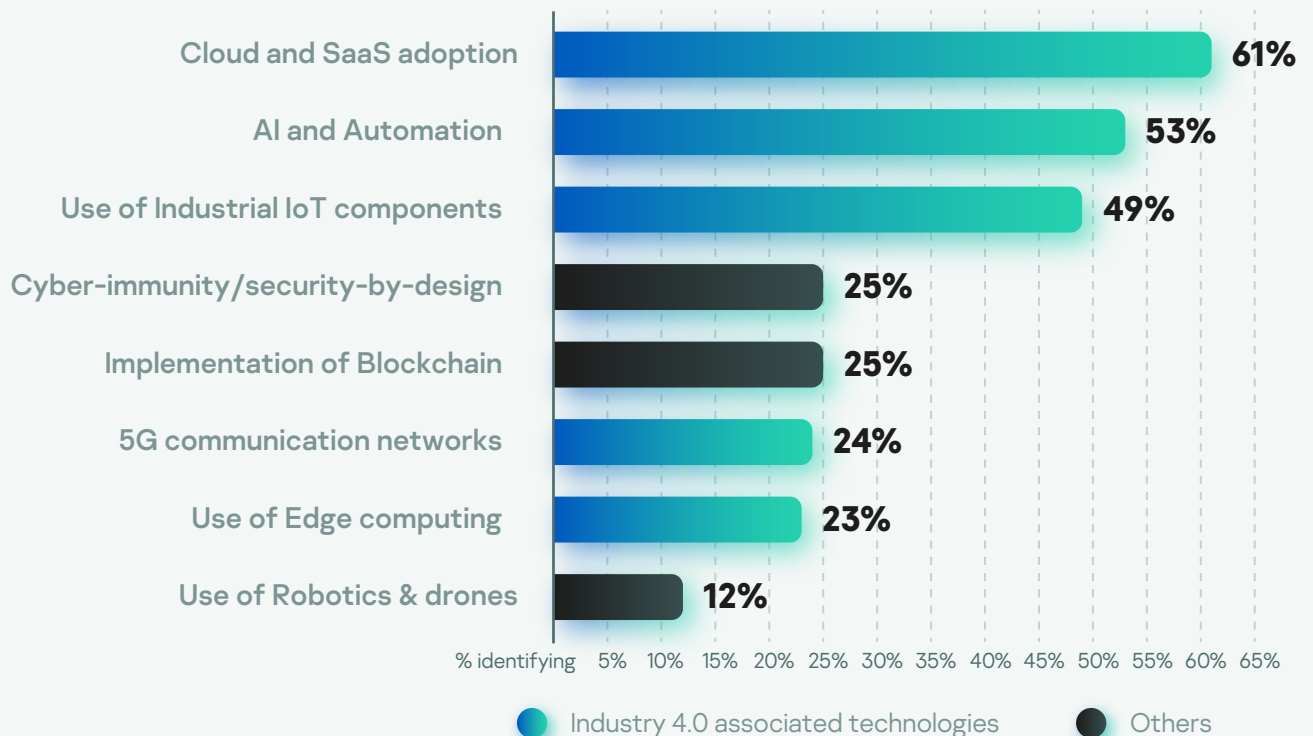 Cloud and SaaS adoption 61%
AI and Automation 53%
Use of Industrial IoT components 49%
Cyber-immunity/security-by-design 25%
Implementation of Blockchain 25%
5G communication networks 24%
Use of Edge computing 23%
Use of Robotics & drones 12%
% identifying 5% 10% 15% 20% 25% 30% 35% 40% 45% 50% 55% 60% 65%
Industry 4.0 associated technologies Others